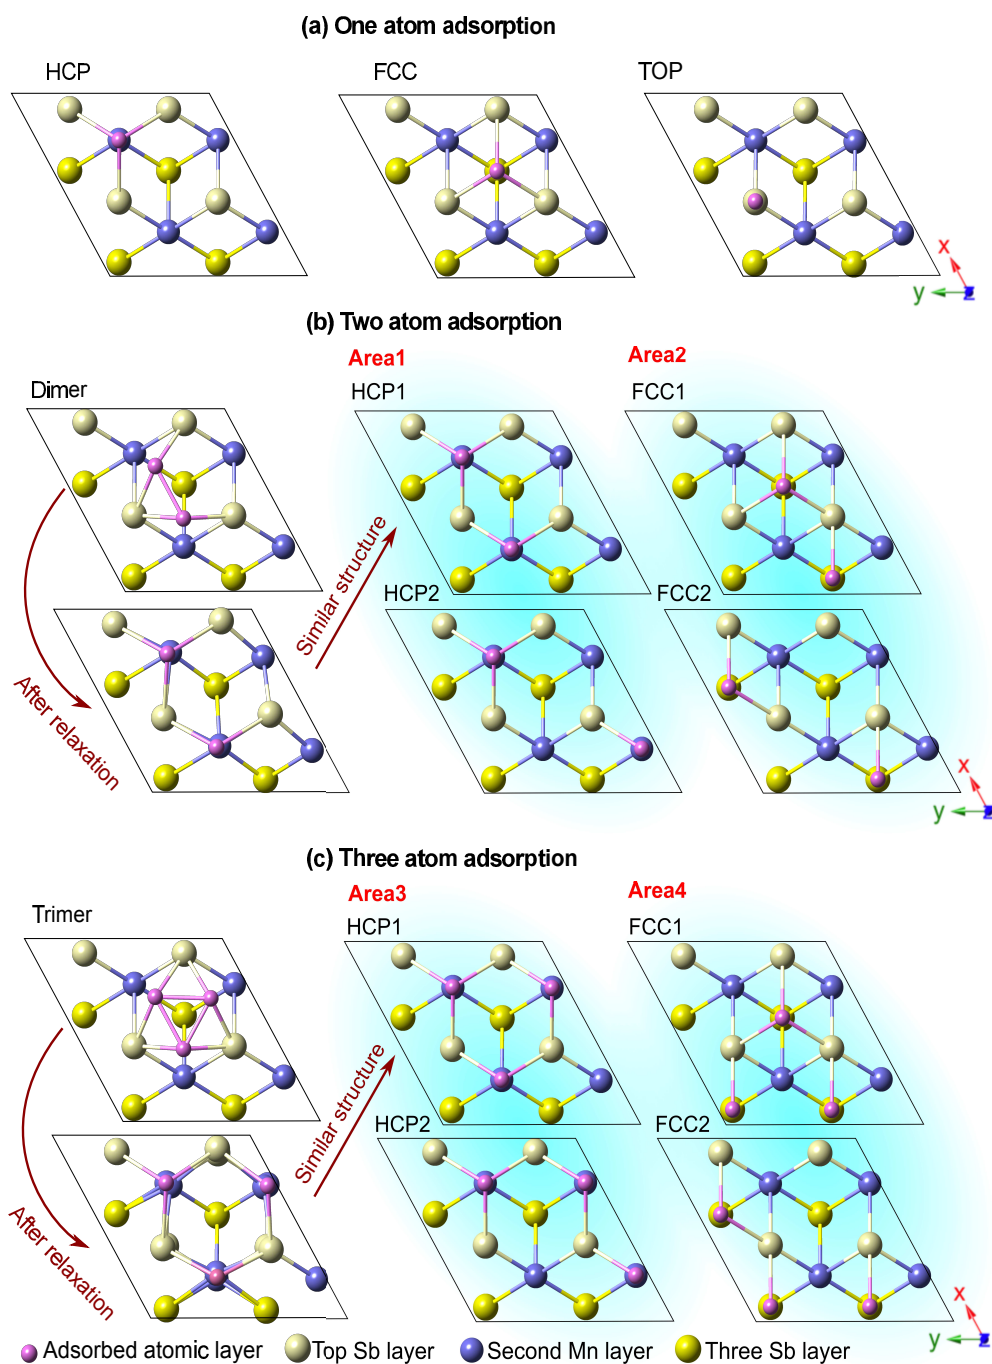 (a) One atom adsorption
HCP
FCC
TOP
x
y
z
(b) Two atom adsorption
Area1
Area2
Dimer
HCP1
FCC1
Similar structure
HCP2
FCC2
After relaxation
x
y
z
(c) Three atom adsorption
Area3
Area4
Trimer
HCP1
FCC1
Similar structure
HCP2
FCC2
After relaxation
x
y
z
Adsorbed atomic layer
Top Sb layer
Second Mn layer
Three Sb layer